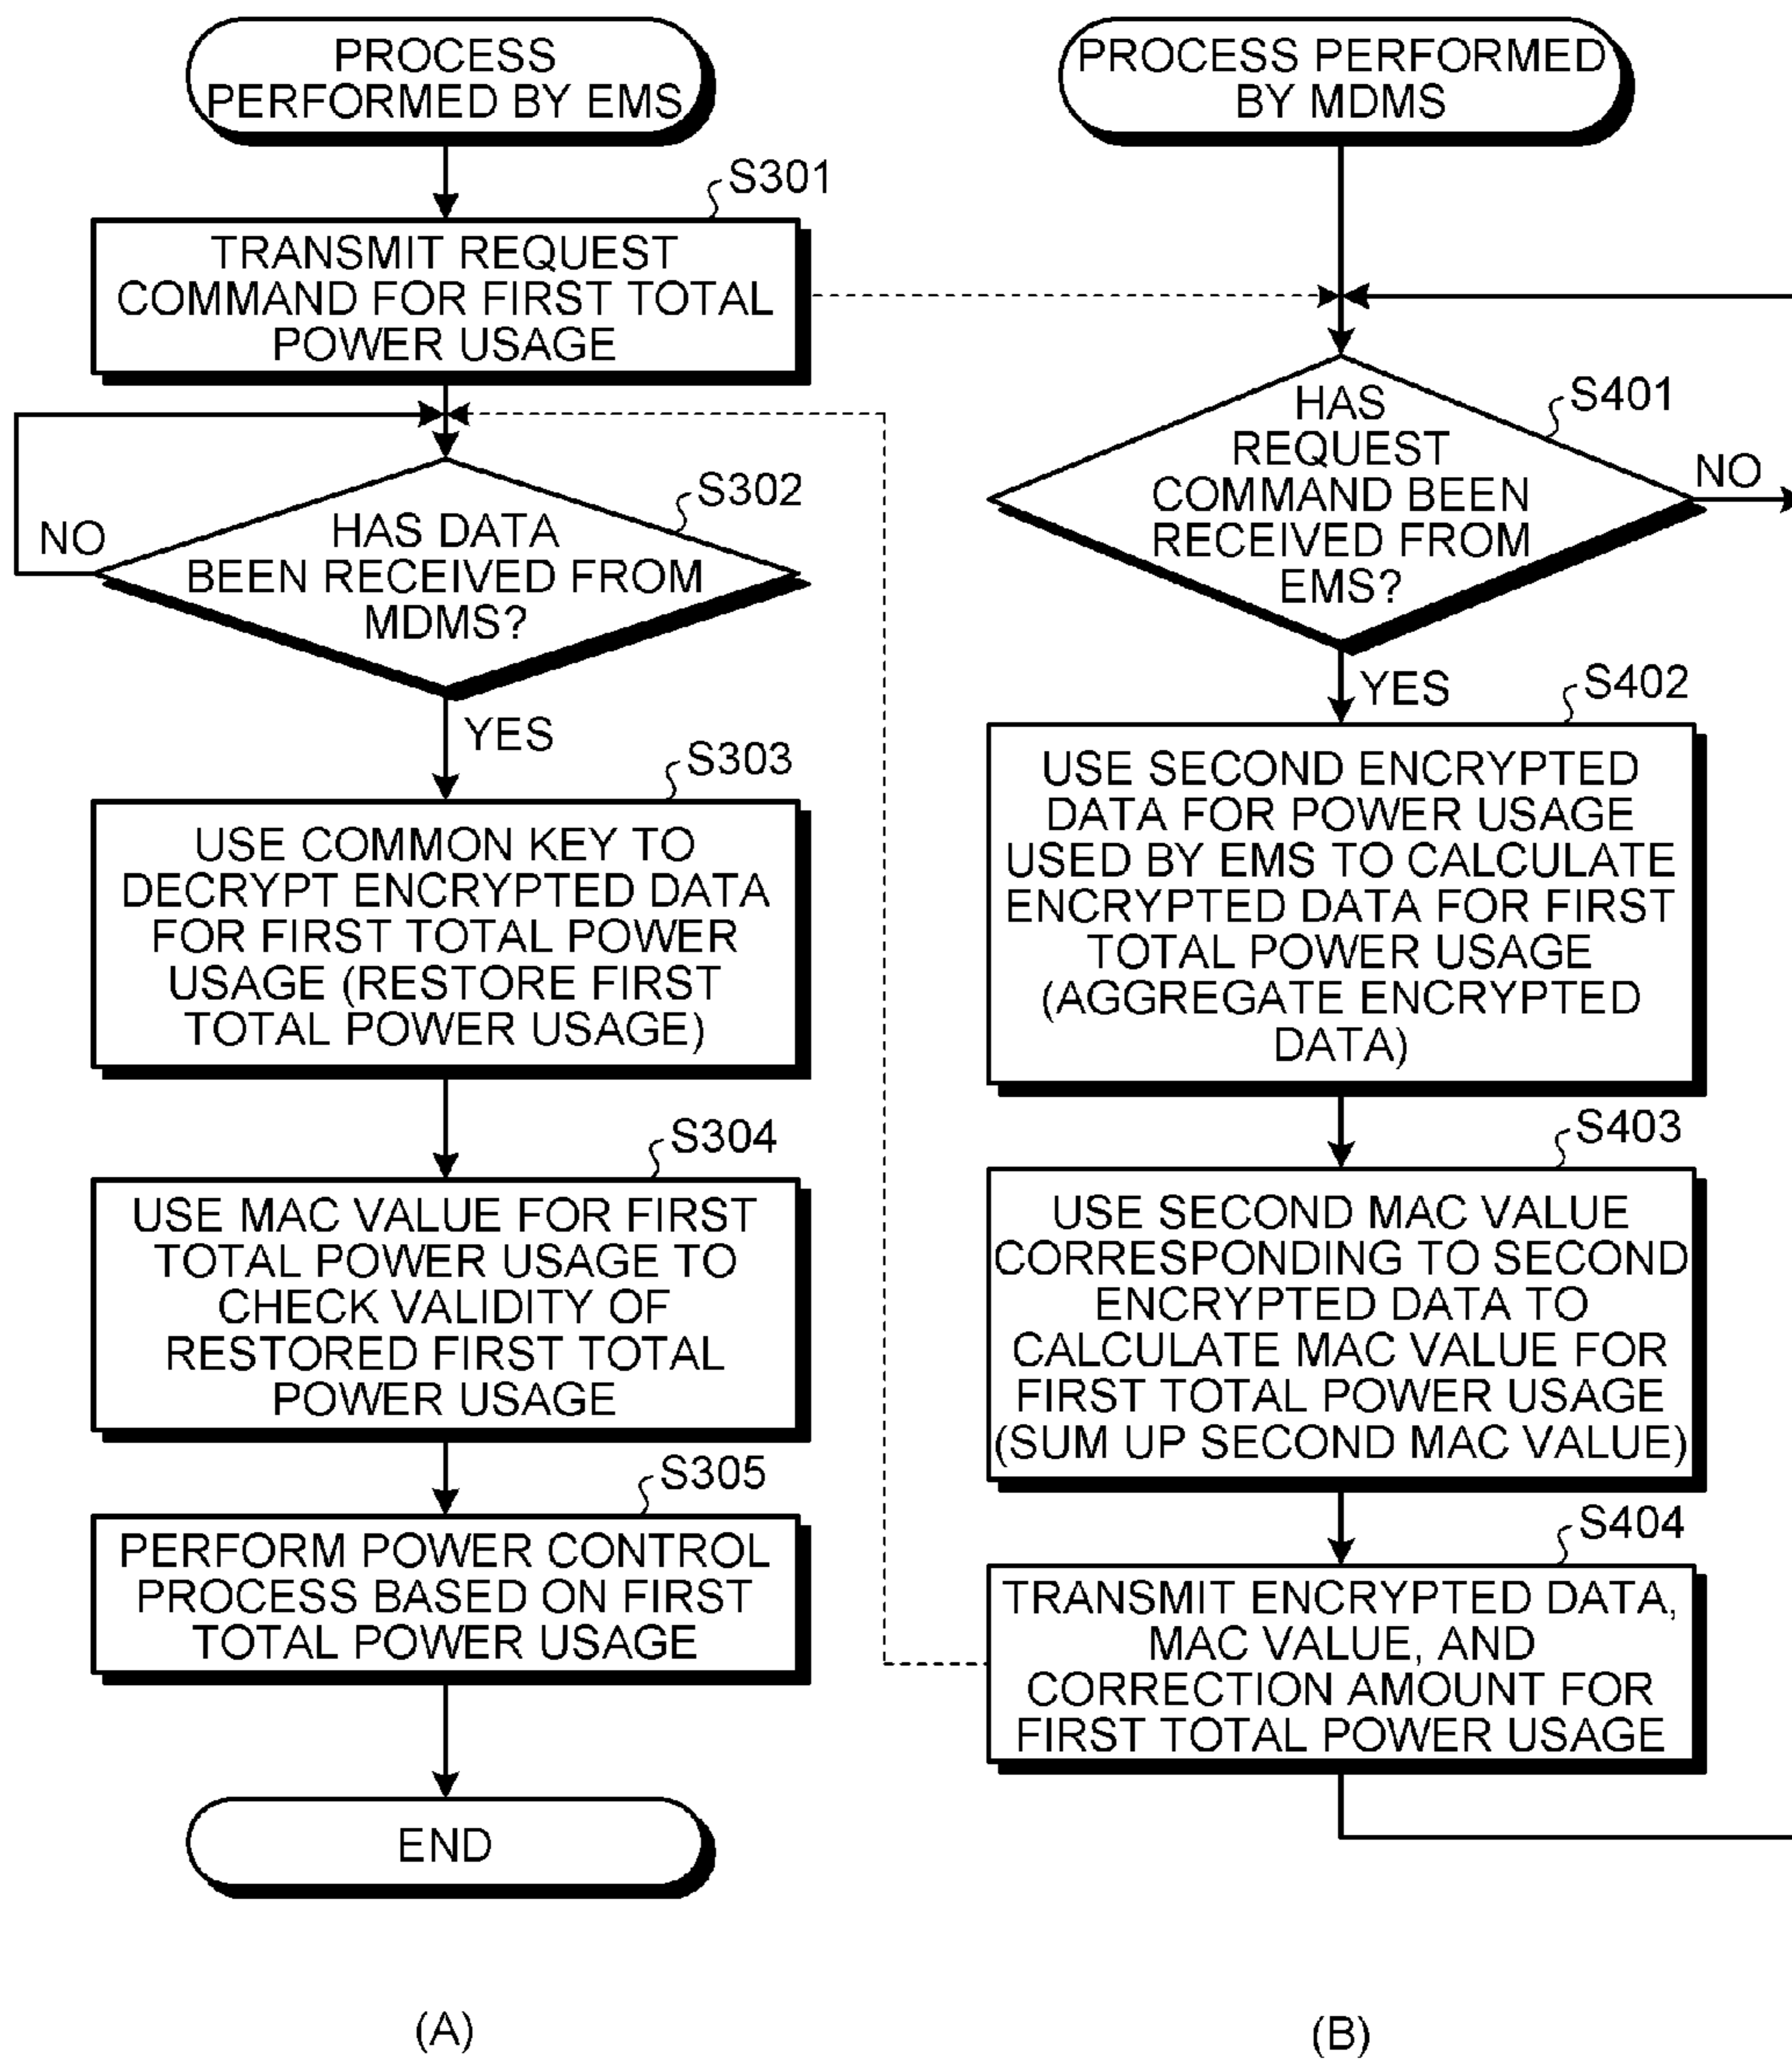 PROCESS
PERFORMED BY EMS
S301
TRANSMIT REQUEST
COMMAND FOR FIRST TOTAL
POWER USAGE
S302
HAS DATA
BEEN RECEIVED FROM
MDMS?
NO
YES
S303
USE COMMON KEY TO
DECRYPT ENCRYPTED DATA
FOR FIRST TOTAL POWER
USAGE (RESTORE FIRST
TOTAL POWER USAGE)
S304
USE MAC VALUE FOR FIRST
TOTAL POWER USAGE TO
CHECK VALIDITY OF
RESTORED FIRST TOTAL
POWER USAGE
S305
PERFORM POWER CONTROL
PROCESS BASED ON FIRST
TOTAL POWER USAGE
END
(A)
PROCESS PERFORMED
BY MDMS
S401
HAS
REQUEST
COMMAND BEEN
RECEIVED FROM
EMS?
NO
YES
S402
USE SECOND ENCRYPTED
DATA FOR POWER USAGE
USED BY EMS TO CALCULATE
ENCRYPTED DATA FOR FIRST
TOTAL POWER USAGE
(AGGREGATE ENCRYPTED
DATA)
S403
USE SECOND MAC VALUE
CORRESPONDING TO SECOND
ENCRYPTED DATA TO
CALCULATE MAC VALUE FOR
FIRST TOTAL POWER USAGE
(SUM UP SECOND MAC VALUE)
S404
TRANSMIT ENCRYPTED DATA,
MAC VALUE, AND
CORRECTION AMOUNT FOR
FIRST TOTAL POWER USAGE
(B)